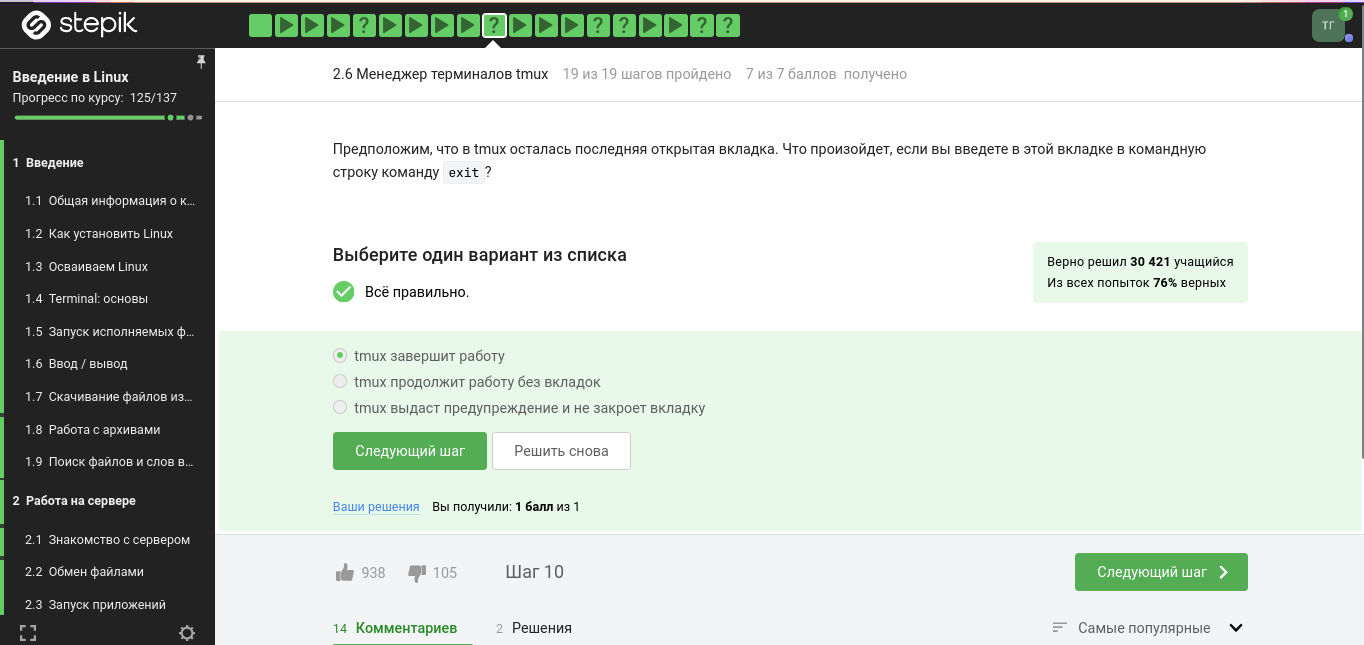 stepik
?
?
?
?
?
?
ТГ
1
Введение в Linux
Прогресс по курсу: 125/137
1 Введение
1.1 Общая информация о к...
1.2 Как установить Linux
1.3 Осваиваем Linux
1.4 Terminal: основы
1.5 Запуск исполняемых ф...
1.6 Ввод / вывод
1.7 Скачивание файлов из...
1.8 Работа с архивами
1.9 Поиск файлов и слов в...
2 Работа на сервере
2.1 Знакомство с сервером
2.2 Обмен файлами
2.3 Запуск приложений
2.6 Менеджер терминалов tmux 19 из 19 шагов пройдено 7 из 7 баллов получено
Предположим, что в tmux осталась последняя открытая вкладка. Что произойдет, если вы введете в этой вкладке в командную
строку команду exit?
Выберите один вариант из списка
Всё правильно.
Верно решил 30 421 учащийся
Из всех попыток 76% верных
tmux завершит работу
tmux продолжит работу без вкладок
tmux выдаст предупреждение и не закроет вкладку
Следующий шаг Решить снова
Ваши решения Вы получили: 1 балл из 1
938 105 Шаг 10 Следующий шаг
14 Комментариев 2 Решения Самые популярные